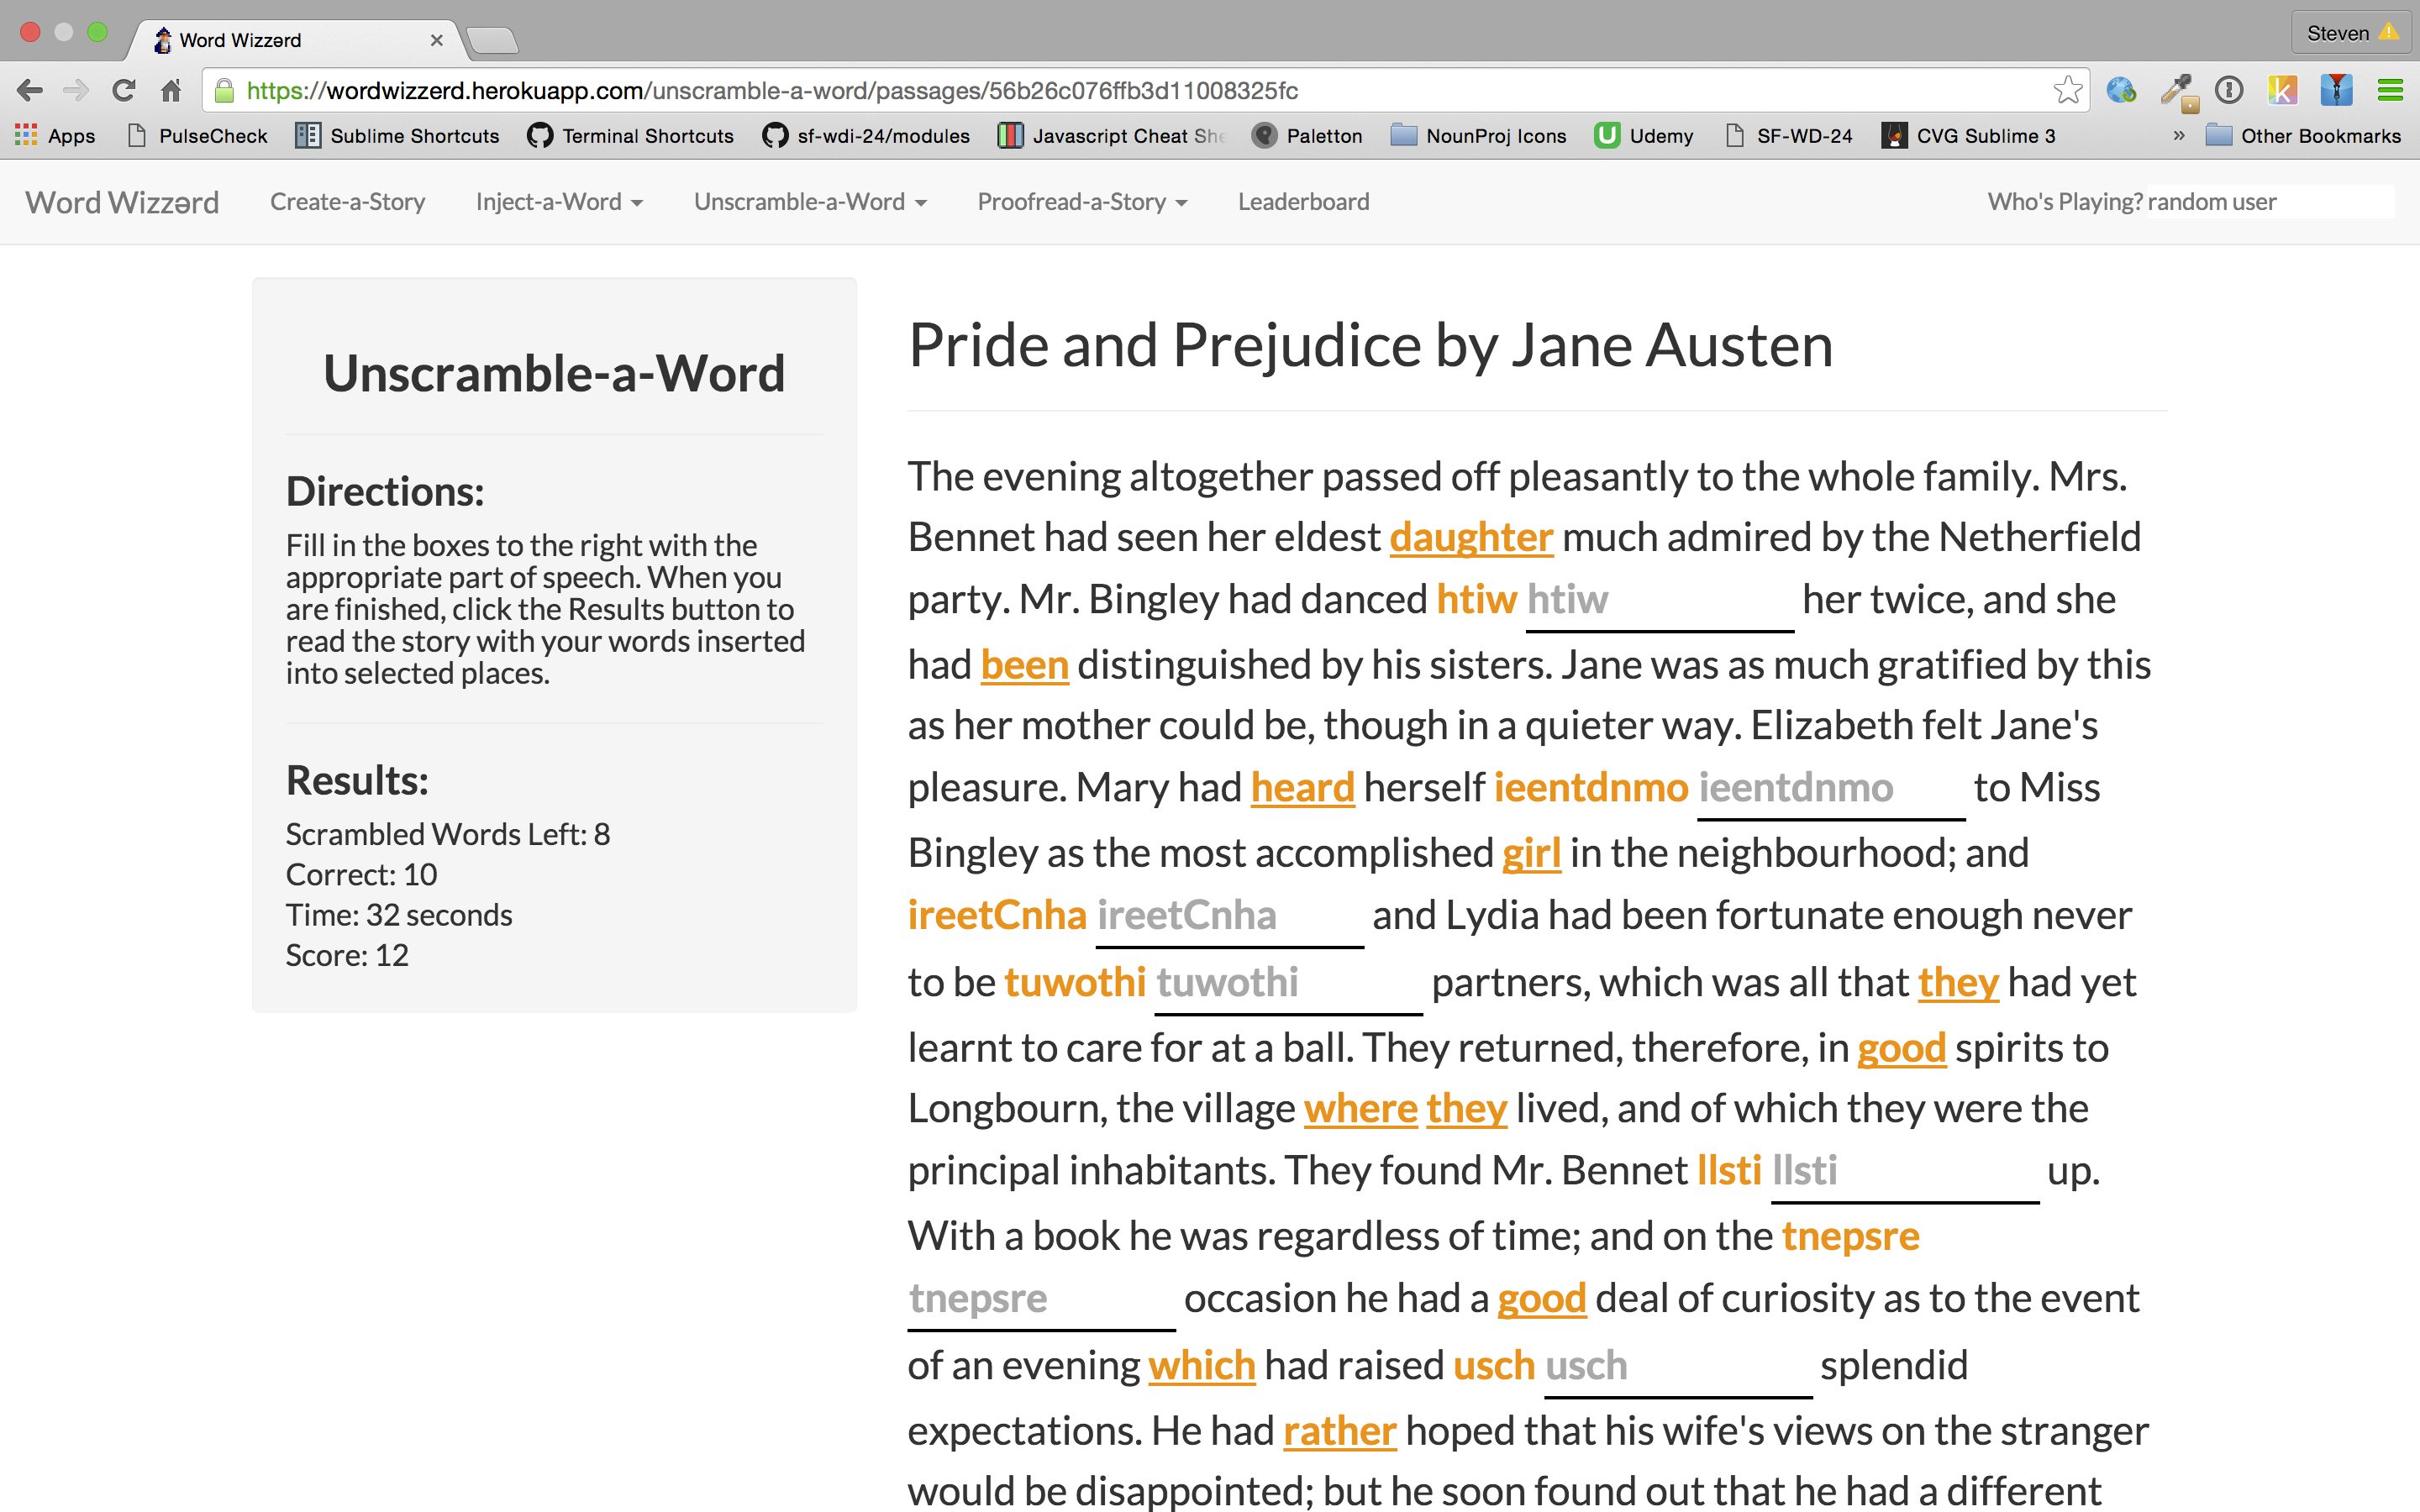 Word Wizzərd
Steven
https://wordwizzerd.herokuapp.com/unscramble-a-word/passages/56b26c076ffb3d11008325fc
Apps PulseCheck Sublime Shortcuts Terminal Shortcuts sf-wdi-24/modules Javascript Cheat She Paletton NounProj Icons Udemy SF-WD-24 CVG Sublime 3 » Other Bookmarks
Word Wizzərd Create-a-Story Inject-a-Word Unscramble-a-Word Proofread-a-Story Leaderboard Who's Playing? random user
Unscramble-a-Word
Directions:
Fill in the boxes to the right with the
appropriate part of speech. When you
are finished, click the Results button to
read the story with your words inserted
into selected places.
Results:
Scrambled Words Left: 8
Correct: 10
Time: 32 seconds
Score: 12
Pride and Prejudice by Jane Austen
The evening altogether passed off pleasantly to the whole family. Mrs.
Bennet had seen her eldest daughter much admired by the Netherfield
party. Mr. Bingley had danced htiw htiw her twice, and she
had been distinguished by his sisters. Jane was as much gratified by this
as her mother could be, though in a quieter way. Elizabeth felt Jane's
pleasure. Mary had heard herself ieentdnmo ieentdnmo to Miss
Bingley as the most accomplished girl in the neighbourhood; and
ireetCnha ireetCnha and Lydia had been fortunate enough never
to be tuwothi tuwothi partners, which was all that they had yet
learnt to care for at a ball. They returned, therefore, in good spirits to
Longbourn, the village where they lived, and of which they were the
principal inhabitants. They found Mr. Bennet llsti llsti up.
With a book he was regardless of time; and on the tnepsre
tnepsre occasion he had a good deal of curiosity as to the event
of an evening which had raised usch usch splendid
expectations. He had rather hoped that his wife's views on the stranger
would be disappointed; but he soon found out that he had a different